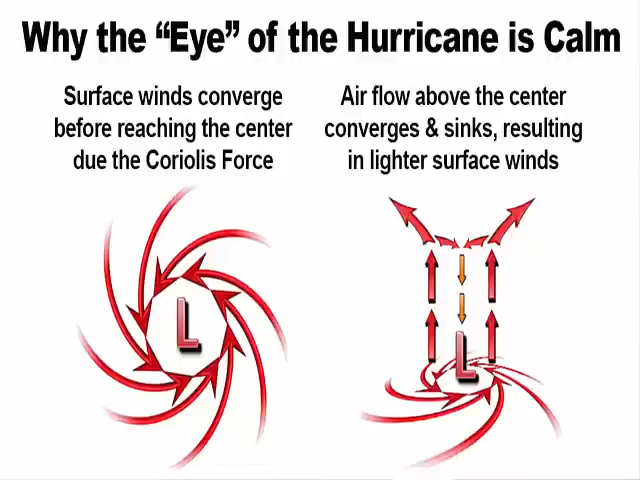 Why the “Eye” of the Hurricane is Calm
Surface winds converge
before reaching the center
due the Coriolis Force
Air flow above the center
converges & sinks, resulting
in lighter surface winds
L
L